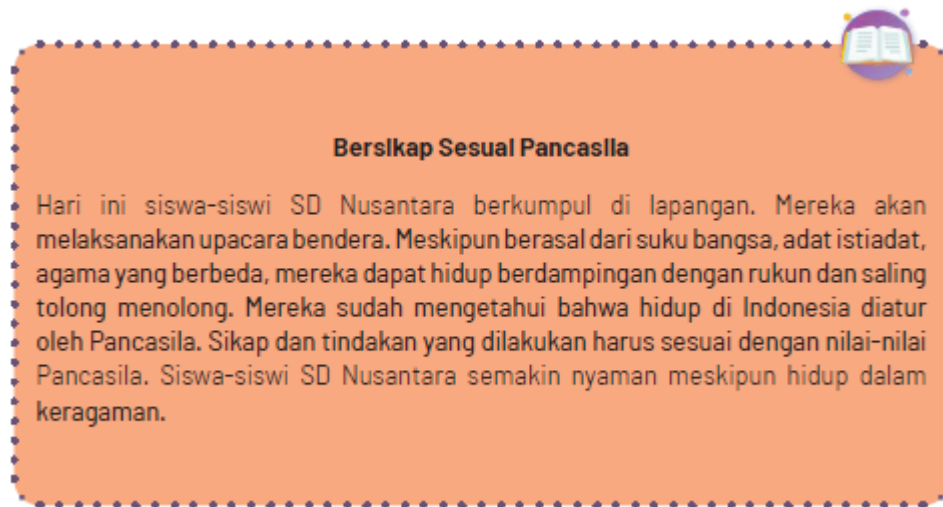 Bersikap Sesuai Pancasila
Hari ini siswa-siswi SD Nusantara berkumpul di lapangan. Mereka akan
melaksanakan upacara bendera. Meskipun berasal dari suku bangsa, adat istiadat,
agama yang berbeda, mereka dapat hidup berdampingan dengan rukun dan saling
tolong menolong. Mereka sudah mengetahui bahwa hidup di Indonesia diatur
oleh Pancasila. Sikap dan tindakan yang dilakukan harus sesuai dengan nilai-nilai
Pancasila. Siswa-siswi SD Nusantara semakin nyaman meskipun hidup dalam
keragaman.